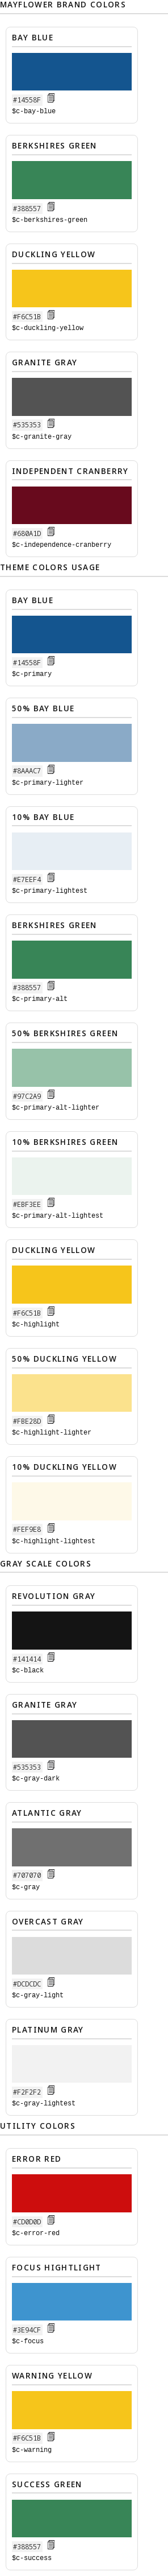 MAYFLOWER BRAND COLORS
BAY BLUE
#14558F
$c-bay-blue
BERKSHIRES GREEN
#388557
$c-berkshires-green
DUCKLING YELLOW
#F6C51B
$c-duckling-yellow
GRANITE GRAY
#535353
$c-granite-gray
INDEPENDENT CRANBERRY
#680A1D
$c-independence-cranberry
THEME COLORS USAGE
BAY BLUE
#14558F
$c-primary
50% BAY BLUE
#8AAAC7
$c-primary-lighter
10% BAY BLUE
#E7EEF4
$c-primary-lightest
BERKSHIRES GREEN
#388557
$c-primary-alt
50% BERKSHIRES GREEN
#97C2A9
$c-primary-alt-lighter
10% BERKSHIRES GREEN
#EBF3EE
$c-primary-alt-lightest
DUCKLING YELLOW
#F6C51B
$c-highlight
50% DUCKLING YELLOW
#FBE28D
$c-highlight-lighter
10% DUCKLING YELLOW
#FEF9E8
$c-highlight-lightest
GRAY SCALE COLORS
REVOLUTION GRAY
#141414
$c-black
GRANITE GRAY
#535353
$c-gray-dark
ATLANTIC GRAY
#707070
$c-gray
OVERCAST GRAY
#DCDCDC
$c-gray-light
PLATINUM GRAY
#F2F2F2
$c-gray-lightest
UTILITY COLORS
ERROR RED
#CD0D0D
$c-error-red
FOCUS HIGHTLIGHT
#3E94CF
$c-focus
WARNING YELLOW
#F6C51B
$c-warning
SUCCESS GREEN
#388557
$c-success